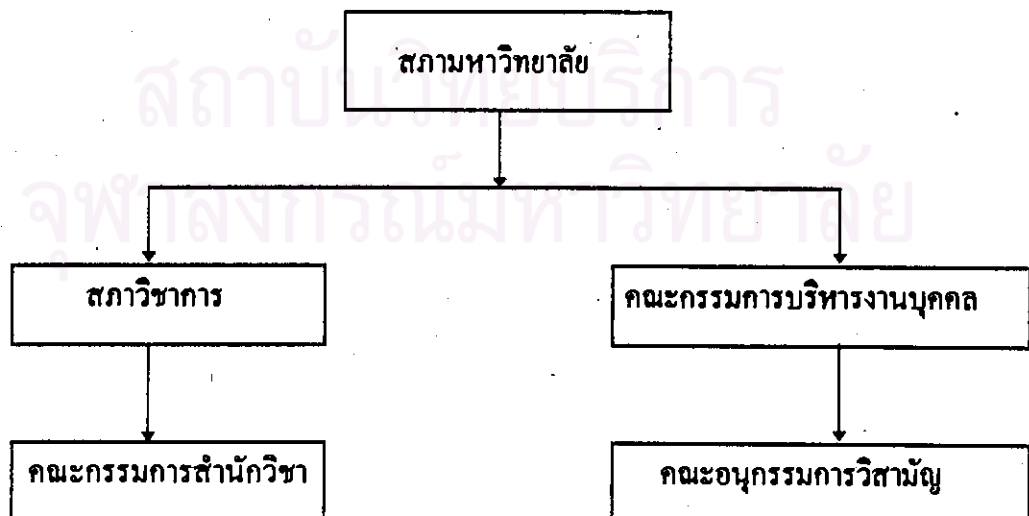 สภามหาวิทยาลัย
สถาบันวิทยบริการ
จุฬาลงกรณ์มหาวิทยาลัย
สภาวิชาการ
คณะกรรมการบริหารงานบุคคล
คณะกรรมการสำนักวิชา
คณะอนุกรรมการวิสามัญ